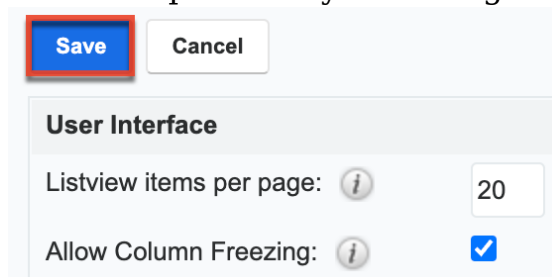 Save Cancel
User Interface
Listview items per page: i 20
Allow Column Freezing: i